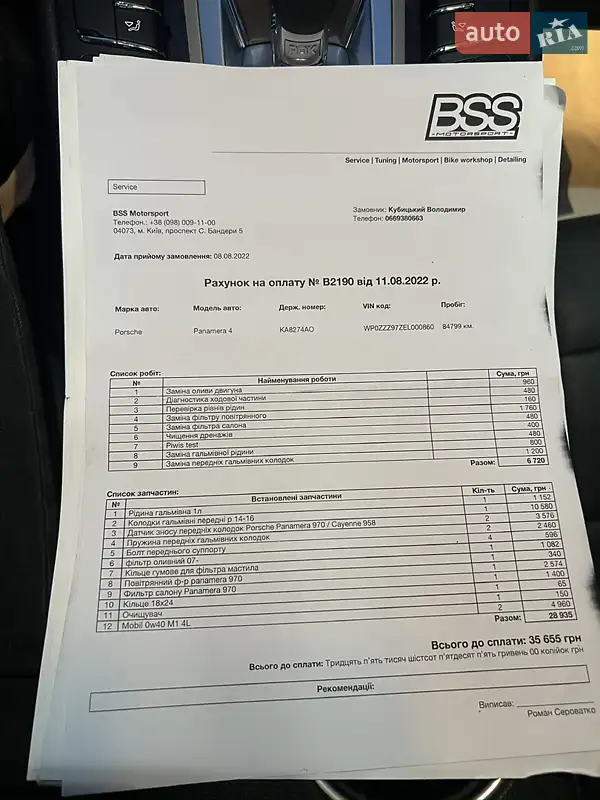 auto RIA .com
PDK
BSS
MOTORSPORT
Service | Tuning | Motorsport | Bike workshop | Detailing
Service
BSS Motorsport
Телефон.: +38 (098) 009-11-00
04073, м. Київ, проспект С. Бандери 5
Замовник: Кубицький Володимир
Телефон: 0669380663
Дата прийому замовлення: 08.08.2022
Рахунок на оплату № B2190 від 11.08.2022 р.
Марка авто: Модель авто: Держ. номер: VIN код: Пробіг:
Porsche Panamera 4 KA8274AO WP0ZZZ97ZEL000860 84799 км.
Список робіт:
№ Найменування роботи Сума, грн
1 Заміна оливи двигуна 960
2 Діагностика ходової частини 480
3 Перевірка рівнів рідин 160
4 Заміна фільтру повітряного 1 760
5 Заміна фільтра салона 480
6 Чищення дренажів 400
7 Piwis test 480
8 Заміна гальмівної рідини 800
9 Заміна передніх гальмівних колодок 1 200
Разом: 6 720
Список запчастин:
№ Встановлені запчастини Кіл-ть Сума, грн
1 Рідина гальмівна 1л 1 1 152
2 Колодки гальмівні передні р 14-16 1 10 580
3 Датчик зносу передніх колодок Porsche Panamera 970 / Cayenne 958 2 3 576
4 Пружина передніх гальмівних колодок 2 2 460
5 Болт переднього суппорту 4 596
6 фільтр оливний 07- 1 1 082
7 Кільце гумове для фільтра мастила 1 340
8 Повітрянний ф-р panamera 970 1 2 574
9 Фильтр салону Panamera 970 1 1 400
10 Кільце 18x24 1 65
11 Очищувач 1 150
12 Mobil 0w40 M1 4L 2 4 960
Разом: 28 935
Всього до сплати: 35 655 грн
Всього до сплати: Тридцять п'ять тисяч шістсот п'ятдесят п'ять гривень 00 копійок грн
Рекомендації:
Виписав:
Роман Сероватко